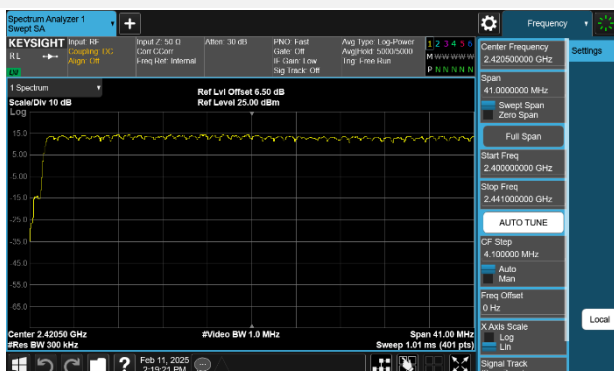 Spectrum Analyzer 1
Swept SA
+
Frequency
KEYSIGHT
RL
LU
Input: RF
Coupling: DC
Align: Off
Input Z: 50 Ω
Corr CCorr
Freq Ref: Internal
Atten: 30 dB
PNO: Fast
Gate: Off
IF Gain: Low
Sig Track: Off
Avg Type: Log-Power
Avg|Hold: 5000/5000
Trig: Free Run
1 2 3 4 5 6
M W W W W W
P N N N N N
1 Spectrum
Scale/Div 10 dB
Log
Ref Lvl Offset 6.50 dB
Ref Level 25.00 dBm
15.0
5.00
-5.00
-15.0
-25.0
-35.0
-45.0
-55.0
-65.0
Center 2.42050 GHz
#Res BW 300 kHz
#Video BW 1.0 MHz
Span 41.00 MHz
Sweep 1.01 ms (401 pts)
?
Feb 11, 2025
2:19:21 PM
Center Frequency
2.420500000 GHz
Span
41.0000000 MHz
Swept Span
Zero Span
Full Span
Start Freq
2.400000000 GHz
Stop Freq
2.441000000 GHz
AUTO TUNE
CF Step
4.100000 MHz
Auto
Man
Freq Offset
0 Hz
X Axis Scale
Log
Lin
Signal Track
Settings
Local